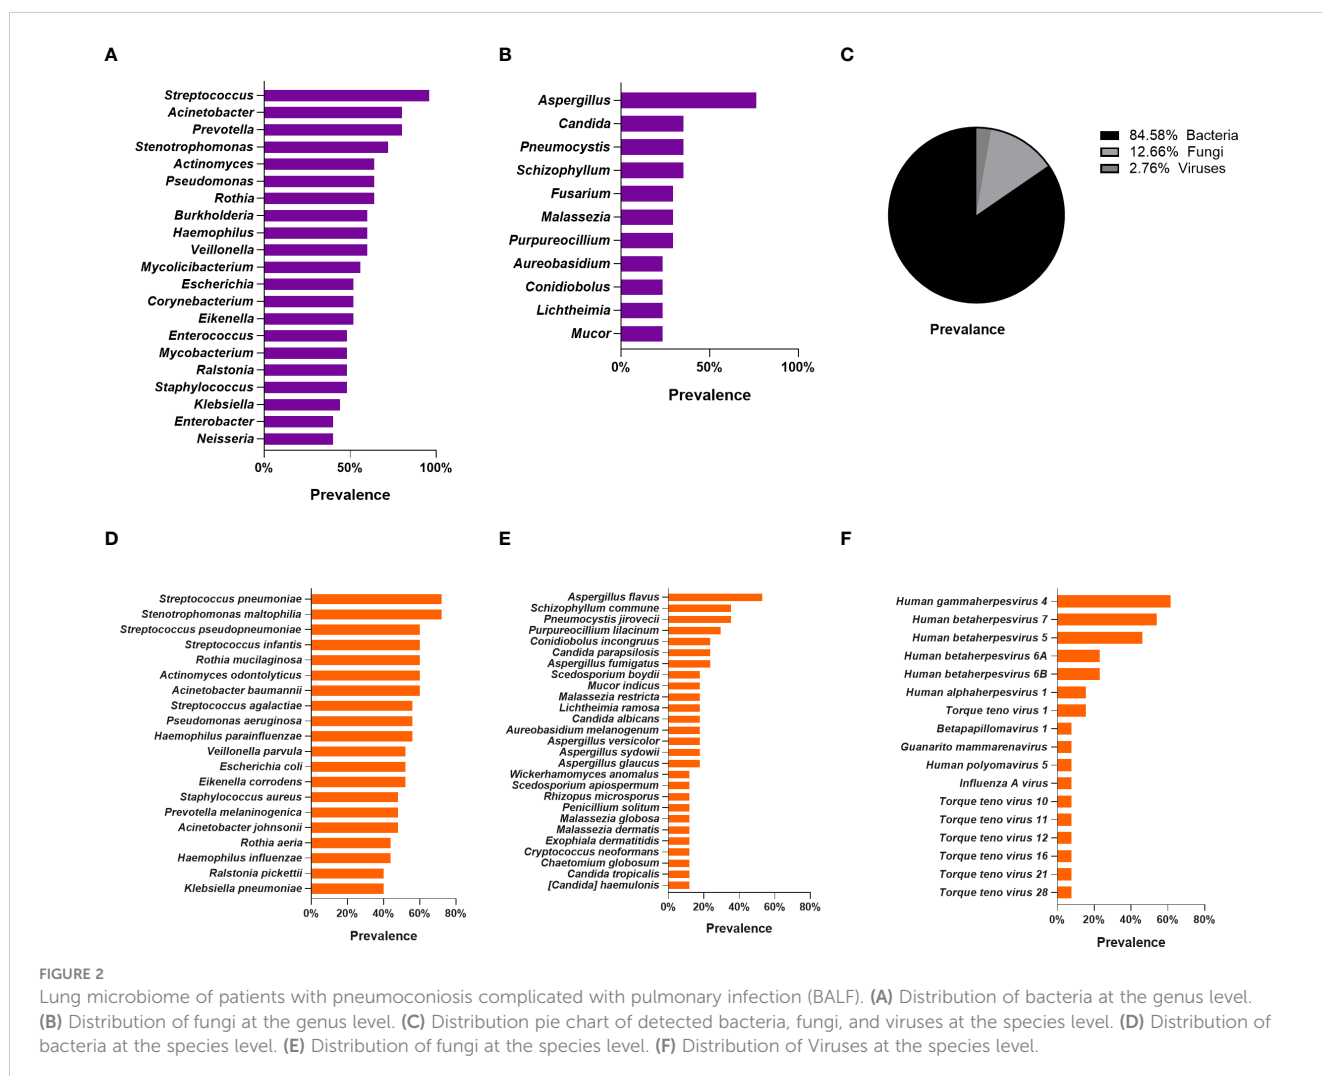 A
Streptococcus
Acinetobacter
Prevotella
Stenotrophomonas
Actinomyces
Pseudomonas
Rothia
Burkholderia
Haemophilus
Veillonella
Mycolicibacterium
Escherichia
Corynebacterium
Eikenella
Enterococcus
Mycobacterium
Ralstonia
Staphylococcus
Klebsiella
Enterobacter
Neisseria
0% 50% 100%
Prevalence
B
Aspergillus
Candida
Pneumocystis
Schizophyllum
Fusarium
Malassezia
Purpureocillium
Aureobasidium
Conidiobolus
Lichtheimia
Mucor
0% 50% 100%
Prevalence
C
84.58% Bacteria
12.66% Fungi
2.76% Viruses
Prevalance
D
Streptococcus pneumoniae
Stenotrophomonas maltophilia
Streptococcus pseudopneumoniae
Streptococcus infantis
Rothia mucilaginosa
Actinomyces odontolyticus
Acinetobacter baumannii
Streptococcus agalactiae
Pseudomonas aeruginosa
Haemophilus parainfluenzae
Veillonella parvula
Escherichia coli
Eikenella corrodens
Staphylococcus aureus
Prevotella melaninogenica
Acinetobacter johnsonii
Rothia aeria
Haemophilus influenzae
Ralstonia pickettii
Klebsiella pneumoniae
0% 20% 40% 60% 80%
Prevalence
E
Aspergillus flavus
Schizophyllum commune
Pneumocystis jirovecii
Purpureocillium lilacinum
Conidiobolus incongruus
Candida parapsilosis
Aspergillus fumigatus
Scedosporium boydii
Mucor indicus
Malassezia restricta
Lichtheimia ramosa
Candida albicans
Aureobasidium melanogenum
Aspergillus versicolor
Aspergillus sydowii
Aspergillus glaucus
Wickerhamomyces anomalus
Scedosporium apiospermum
Rhizopus microsporus
Penicillium solitum
Malassezia globosa
Malassezia dermatis
Exophiala dermatitidis
Cryptococcus neoformans
Chaetomium globosum
Candida tropicalis
[Candida] haemulonis
0% 20% 40% 60% 80%
Prevalence
F
Human gammaherpesvirus 4
Human betaherpesvirus 7
Human betaherpesvirus 5
Human betaherpesvirus 6A
Human betaherpesvirus 6B
Human alphaherpesvirus 1
Torque teno virus 1
Betapapillomavirus 1
Guanarito mammarenavirus
Human polyomavirus 5
Influenza A virus
Torque teno virus 10
Torque teno virus 11
Torque teno virus 12
Torque teno virus 16
Torque teno virus 21
Torque teno virus 28
0% 20% 40% 60% 80%
Prevalence
FIGURE 2
Lung microbiome of patients with pneumoconiosis complicated with pulmonary infection (BALF). (A) Distribution of bacteria at the genus level.
(B) Distribution of fungi at the genus level. (C) Distribution pie chart of detected bacteria, fungi, and viruses at the species level. (D) Distribution of
bacteria at the species level. (E) Distribution of fungi at the species level. (F) Distribution of Viruses at the species level.